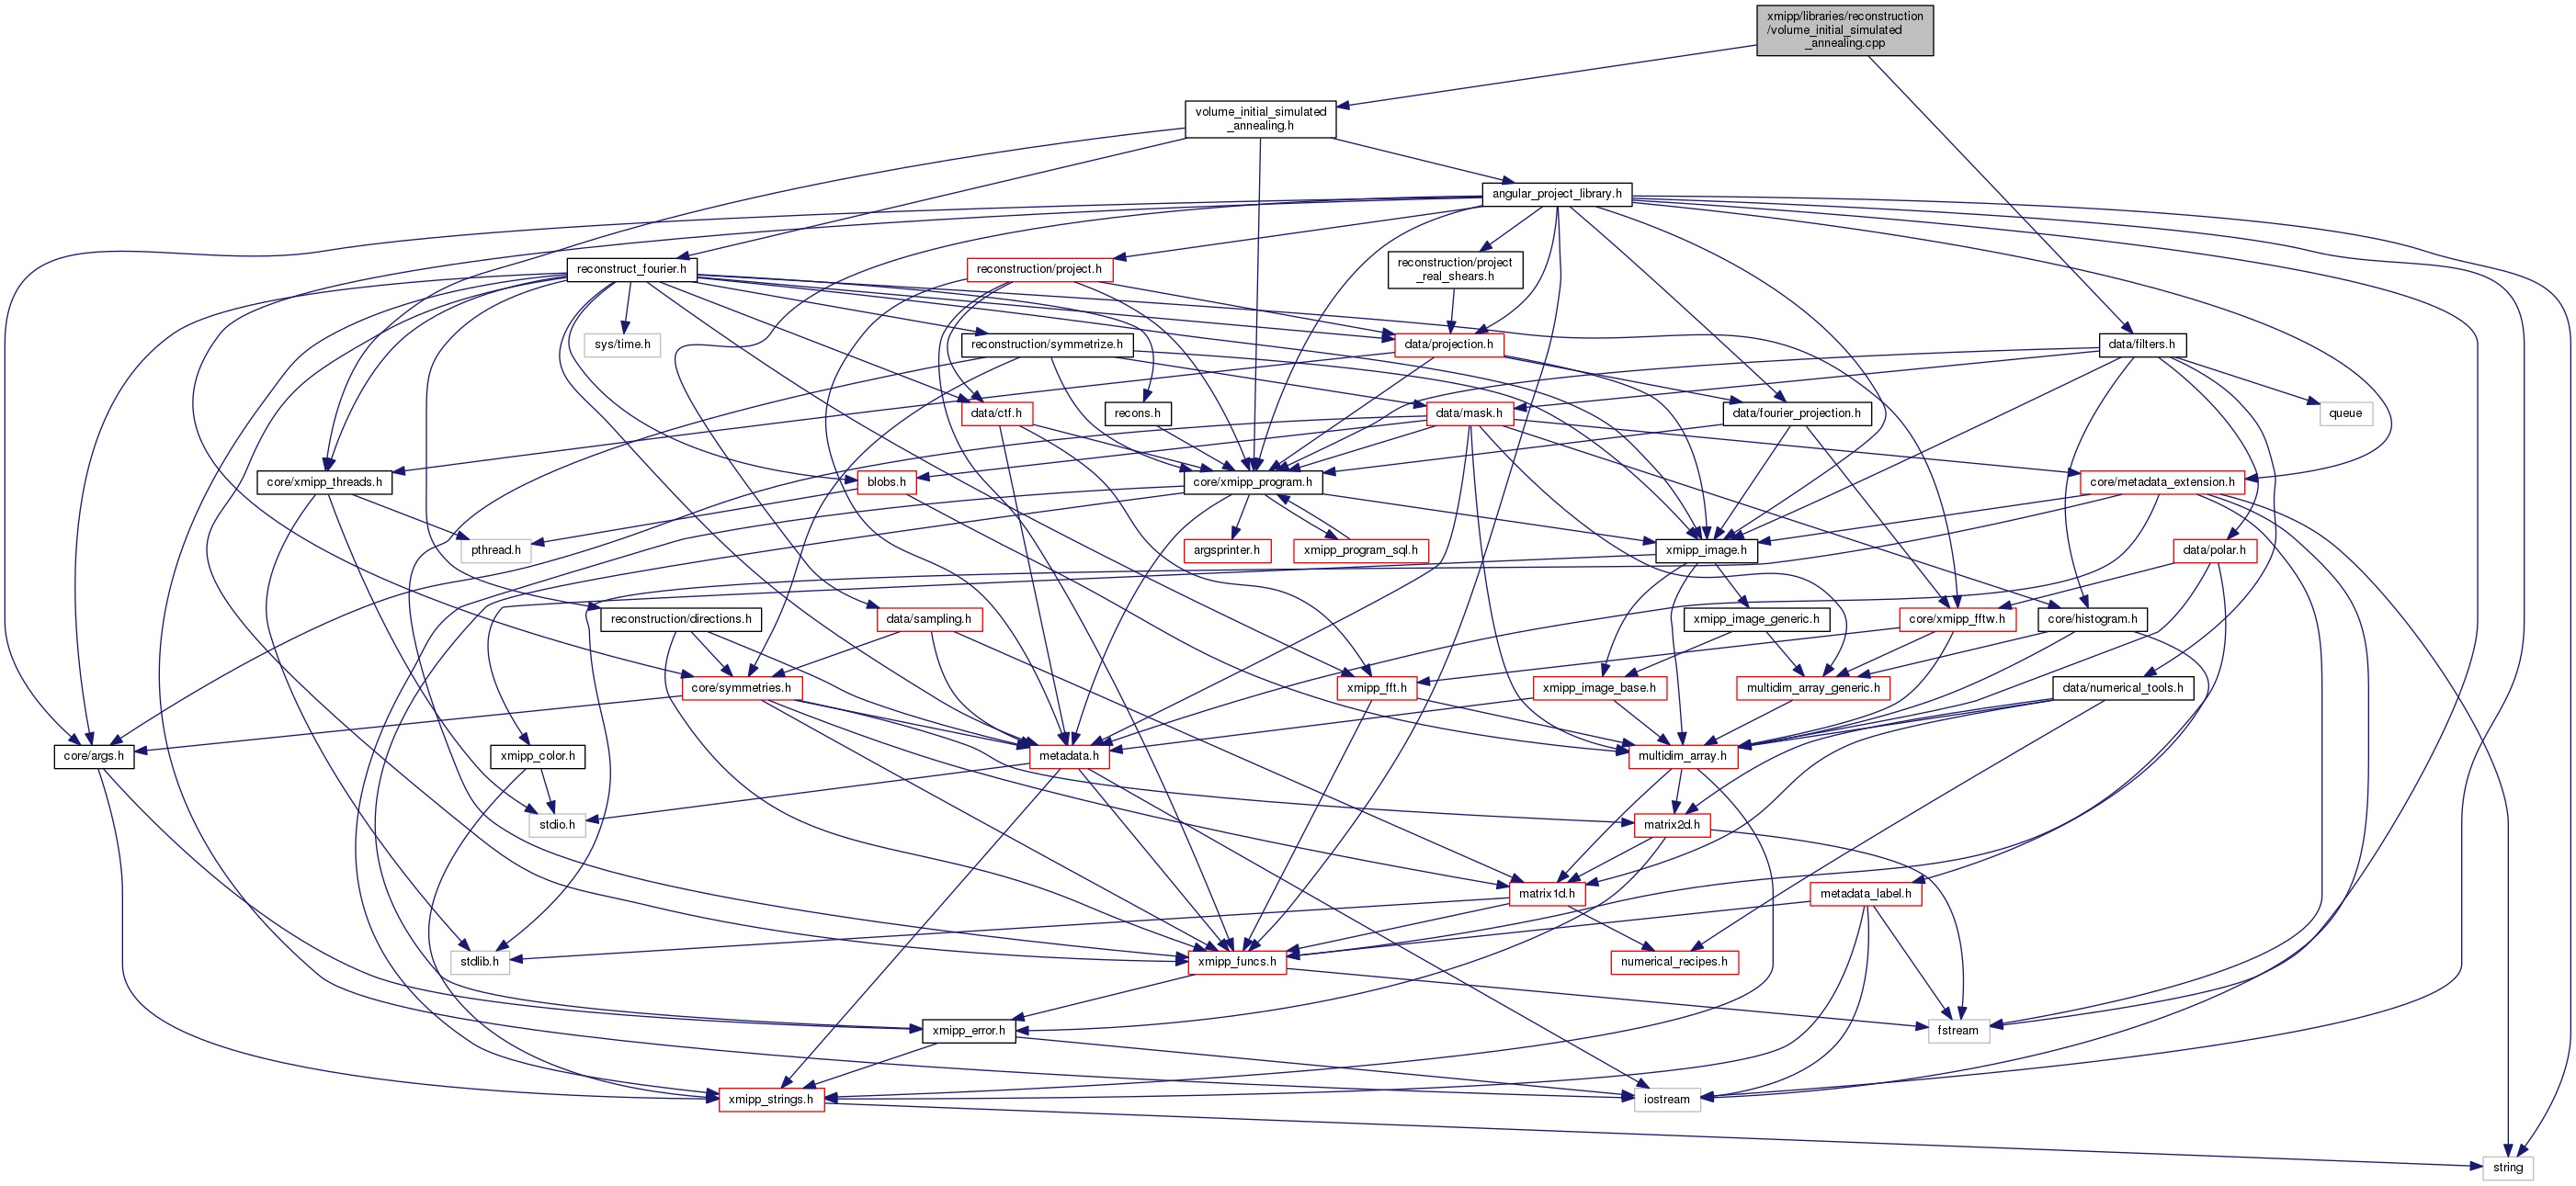 xmipp/libraries/reconstruction
/volume_initial_simulated
_annealing.cpp
volume_initial_simulated
_annealing.h
angular_project_library.h
reconstruct_fourier.h
reconstruction/project.h
reconstruction/project
_real_shears.h
sys/time.h
reconstruction/symmetrize.h
data/projection.h
data/filters.h
data/ctf.h
recons.h
data/mask.h
data/fourier_projection.h
queue
core/xmipp_threads.h
blobs.h
core/xmipp_program.h
core/metadata_extension.h
pthread.h
argsprinter.h
xmipp_program_sql.h
xmipp_image.h
data/polar.h
reconstruction/directions.h
data/sampling.h
xmipp_image_generic.h
core/xmipp_fftw.h
core/histogram.h
core/symmetries.h
xmipp_fft.h
xmipp_image_base.h
multidim_array_generic.h
data/numerical_tools.h
core/args.h
xmipp_color.h
metadata.h
multidim_array.h
stdio.h
matrix2d.h
matrix1d.h
metadata_label.h
stdlib.h
xmipp_funcs.h
numerical_recipes.h
xmipp_error.h
fstream
xmipp_strings.h
iostream
string